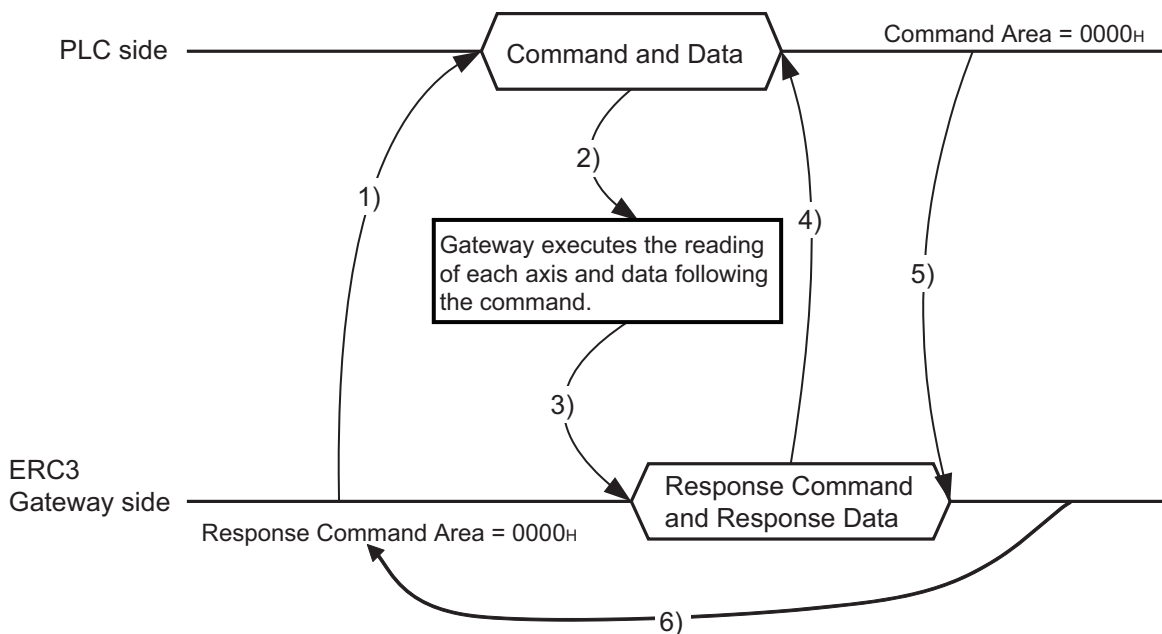 PLC side
Command and Data
Command Area = 0000H
1)
2)
4)
5)
Gateway executes the reading
of each axis and data following
the command.
3)
ERC3
Gateway side
Response Command
and Response Data
Response Command Area = 0000H
6)